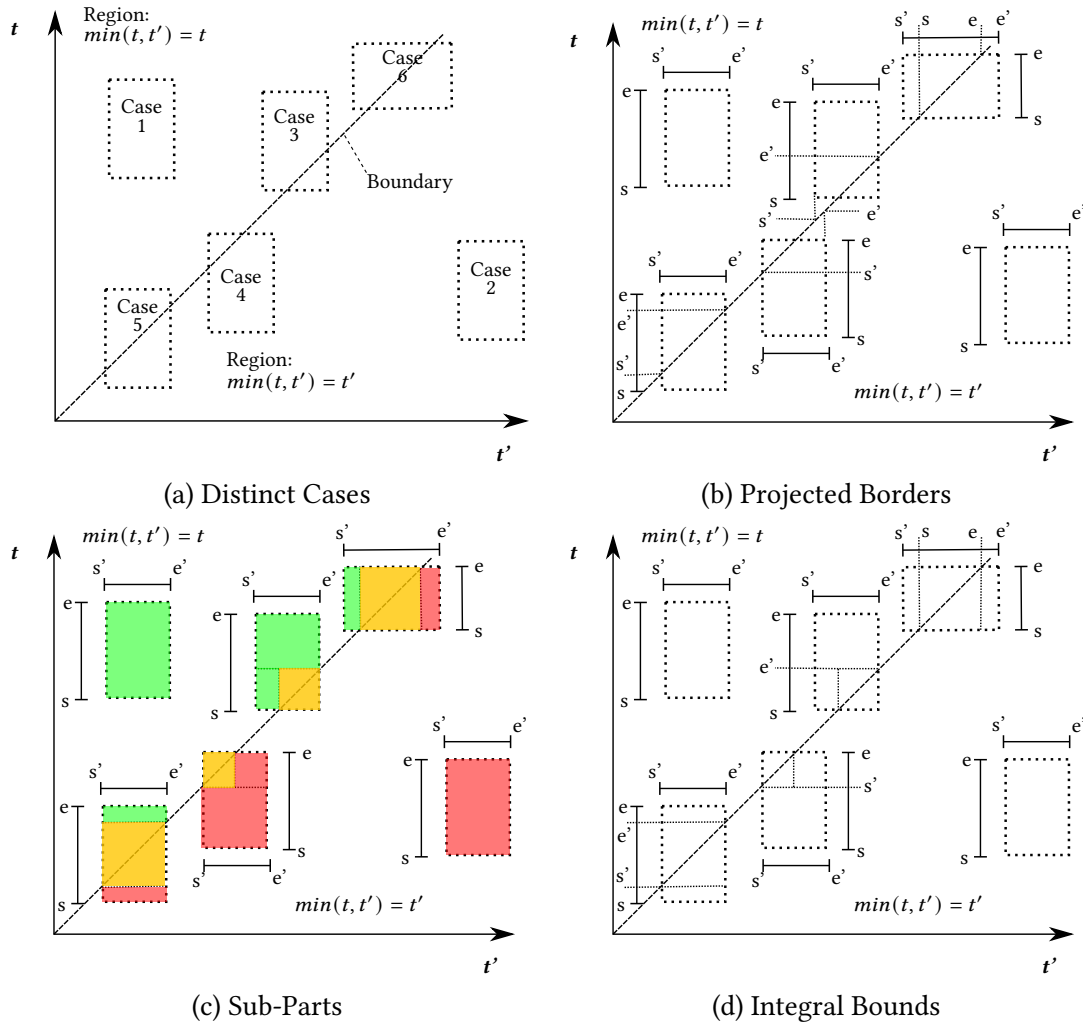 Region:
min(t, t′) = t
t
Case
1
Case
3
Case
6
Boundary
Case
4
Case
2
Case
5
Region:
min(t, t′) = t′
t'
(a) Distinct Cases
min(t, t′) = t
t
s' e'
e
s
s' e'
e
e'
s
s'
e'
s' s e e'
e
s
s' e'
e
s
s' e'
e
s'
s
s' e'
e
e'
s'
s
min(t, t′) = t′
t'
(b) Projected Borders
min(t, t′) = t
t
s' e'
e
s
s' e'
e
s
s' e'
e
s
s' e'
e
s
s' e'
e
s
s' e'
e
s
min(t, t′) = t′
t'
(c) Sub-Parts
min(t, t′) = t
t
s' e'
e
s
s' e'
e
e'
s
s' s e e'
e
s
s' e'
e
s
e
s'
s
s' e'
s' e'
e
e'
s'
s
min(t, t′) = t′
t'
(d) Integral Bounds